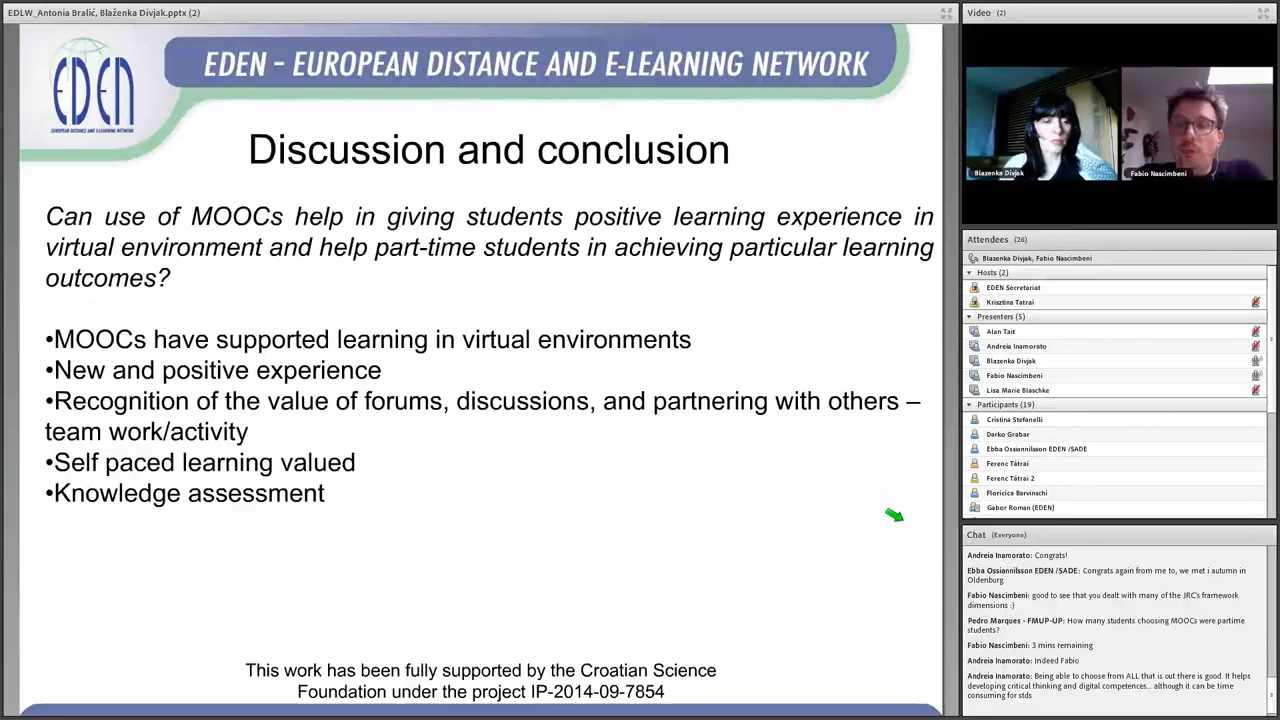 EDLW_Antonia Bralić, Blaženka Divjak.pptx (2)
EDEN
EUROPEAN DISTANCE AND E-LEARNING NETWORK
EDEN – EUROPEAN DISTANCE AND E-LEARNING NETWORK
Discussion and conclusion
Can use of MOOCs help in giving students positive learning experience in
virtual environment and help part-time students in achieving particular learning
outcomes?
•MOOCs have supported learning in virtual environments
•New and positive experience
•Recognition of the value of forums, discussions, and partnering with others –
team work/activity
•Self paced learning valued
•Knowledge assessment
This work has been fully supported by the Croatian Science
Foundation under the project IP-2014-09-7854
Video (2)
Blazenka Divjak
Fabio Nascimbeni
Attendees (26)
Blazenka Divjak, Fabio Nascimbeni
Hosts (2)
EDEN Secretariat
Krisztina Tatrai
Presenters (5)
Alan Tait
Andreia Inamorato
Blazenka Divjak
Fabio Nascimbeni
Lisa Marie Blaschke
Participants (19)
Cristina Stefanelli
Darko Grabar
Ebba Ossiannilsson EDEN /SADE
Ferenc Tátrai
Ferenc Tátrai 2
Floricica Barvinschi
Gabor Roman (EDEN)
Chat (Everyone)
Andreia Inamorato: Congrats!
Ebba Ossiannilsson EDEN /SADE: Congrats again from me to, we met i autumn in
Oldenburg
Fabio Nascimbeni: good to see that you dealt with many of the JRC's framework
dimensions :)
Pedro Marques - FMUP-UP: How many students choosing MOOCs were partime
students?
Fabio Nascimbeni: 3 mins remaining
Andreia Inamorato: Indeed Fabio
Andreia Inamorato: Being able to choose from ALL that is out there is good. It helps
developing critical thinking and digital competences... although it can be time
consuming for stds